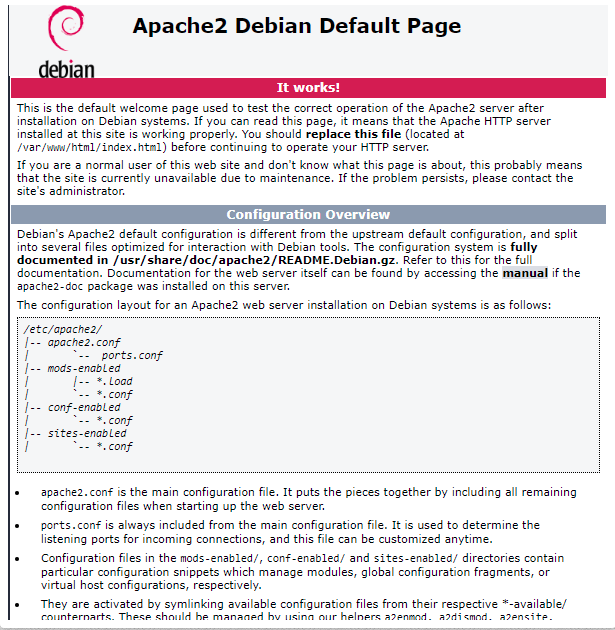 Apache2 Debian Default Page
debian
It works!
This is the default welcome page used to test the correct operation of the Apache2 server after
installation on Debian systems. If you can read this page, it means that the Apache HTTP server
installed at this site is working properly. You should replace this file (located at
/var/www/html/index.html) before continuing to operate your HTTP server.
If you are a normal user of this web site and don't know what this page is about, this probably means
that the site is currently unavailable due to maintenance. If the problem persists, please contact the
site's administrator.
Configuration Overview
Debian's Apache2 default configuration is different from the upstream default configuration, and split
into several files optimized for interaction with Debian tools. The configuration system is fully
documented in /usr/share/doc/apache2/README.Debian.gz. Refer to this for the full
documentation. Documentation for the web server itself can be found by accessing the manual if the
apache2-doc package was installed on this server.
The configuration layout for an Apache2 web server installation on Debian systems is as follows:
/etc/apache2/
|-- apache2.conf
|       `--  ports.conf
|-- mods-enabled
|       |-- *.load
|       `-- *.conf
|-- conf-enabled
|       `-- *.conf
|-- sites-enabled
|       `-- *.conf
• apache2.conf is the main configuration file. It puts the pieces together by including all remaining
configuration files when starting up the web server.
• ports.conf is always included from the main configuration file. It is used to determine the
listening ports for incoming connections, and this file can be customized anytime.
• Configuration files in the mods-enabled/, conf-enabled/ and sites-enabled/ directories contain
particular configuration snippets which manage modules, global configuration fragments, or
virtual host configurations, respectively.
• They are activated by symlinking available configuration files from their respective *-available/
counterparts. These should be managed by using our helpers a2enmod, a2dismod, a2ensite,